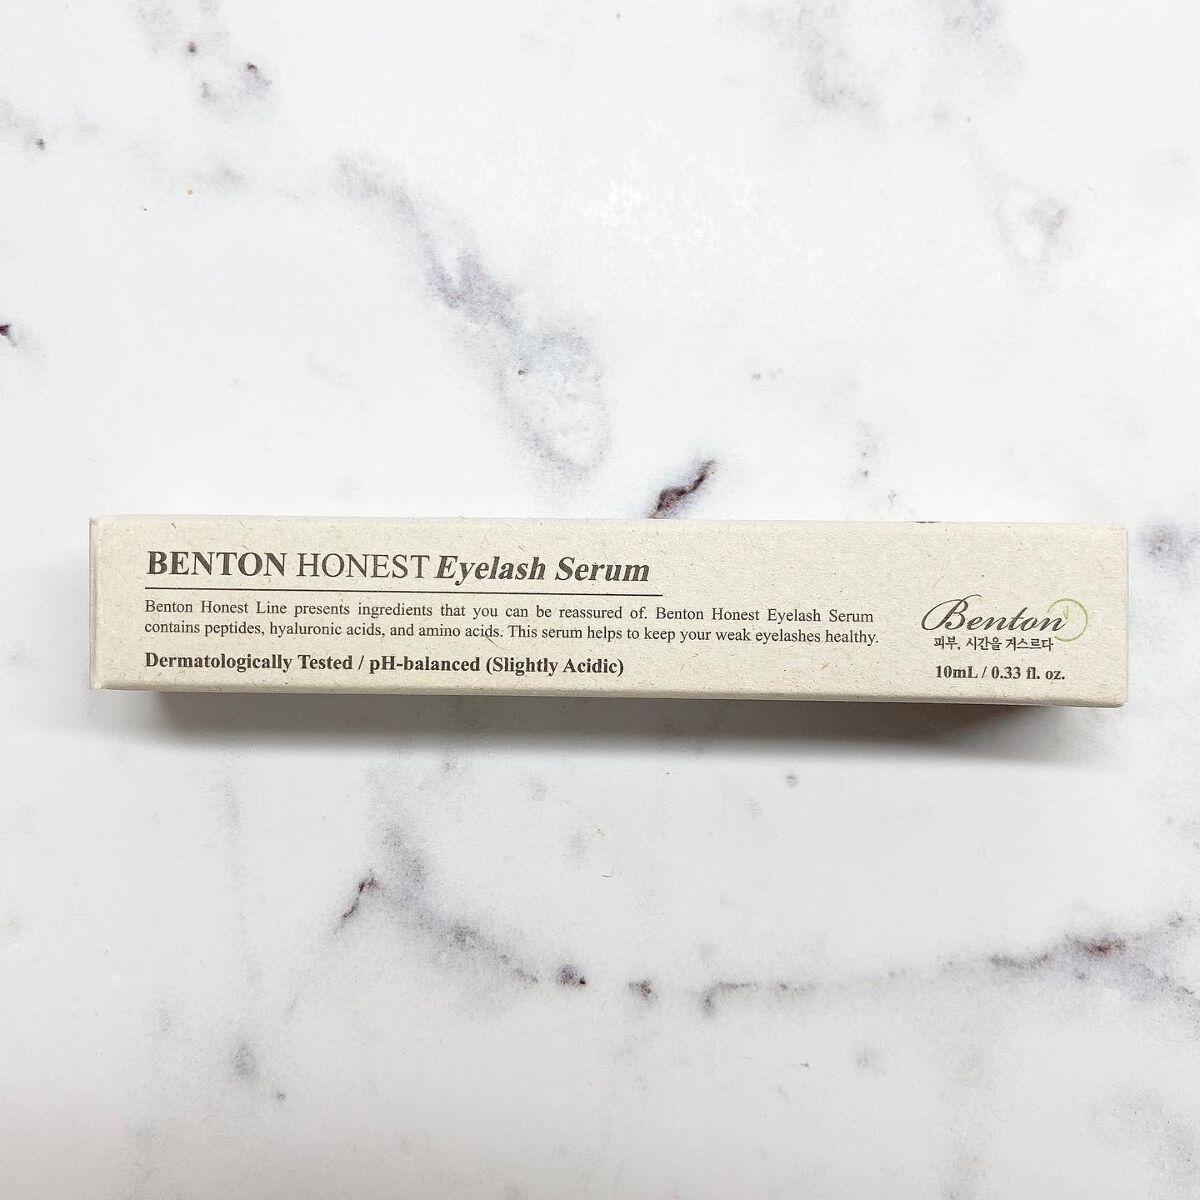 BENTON HONEST Eyelash Serum
Benton Honest Line presents ingredients that you can be reassured of. Benton Honest Eyelash Serum
contains peptides, hyaluronic acids, and amino acids. This serum helps to keep your weak eyelashes healthy.
Dermatologically Tested / pH-balanced (Slightly Acidic)
Benton
피부, 시간을 거스르다
10mL / 0.33 fl. oz.